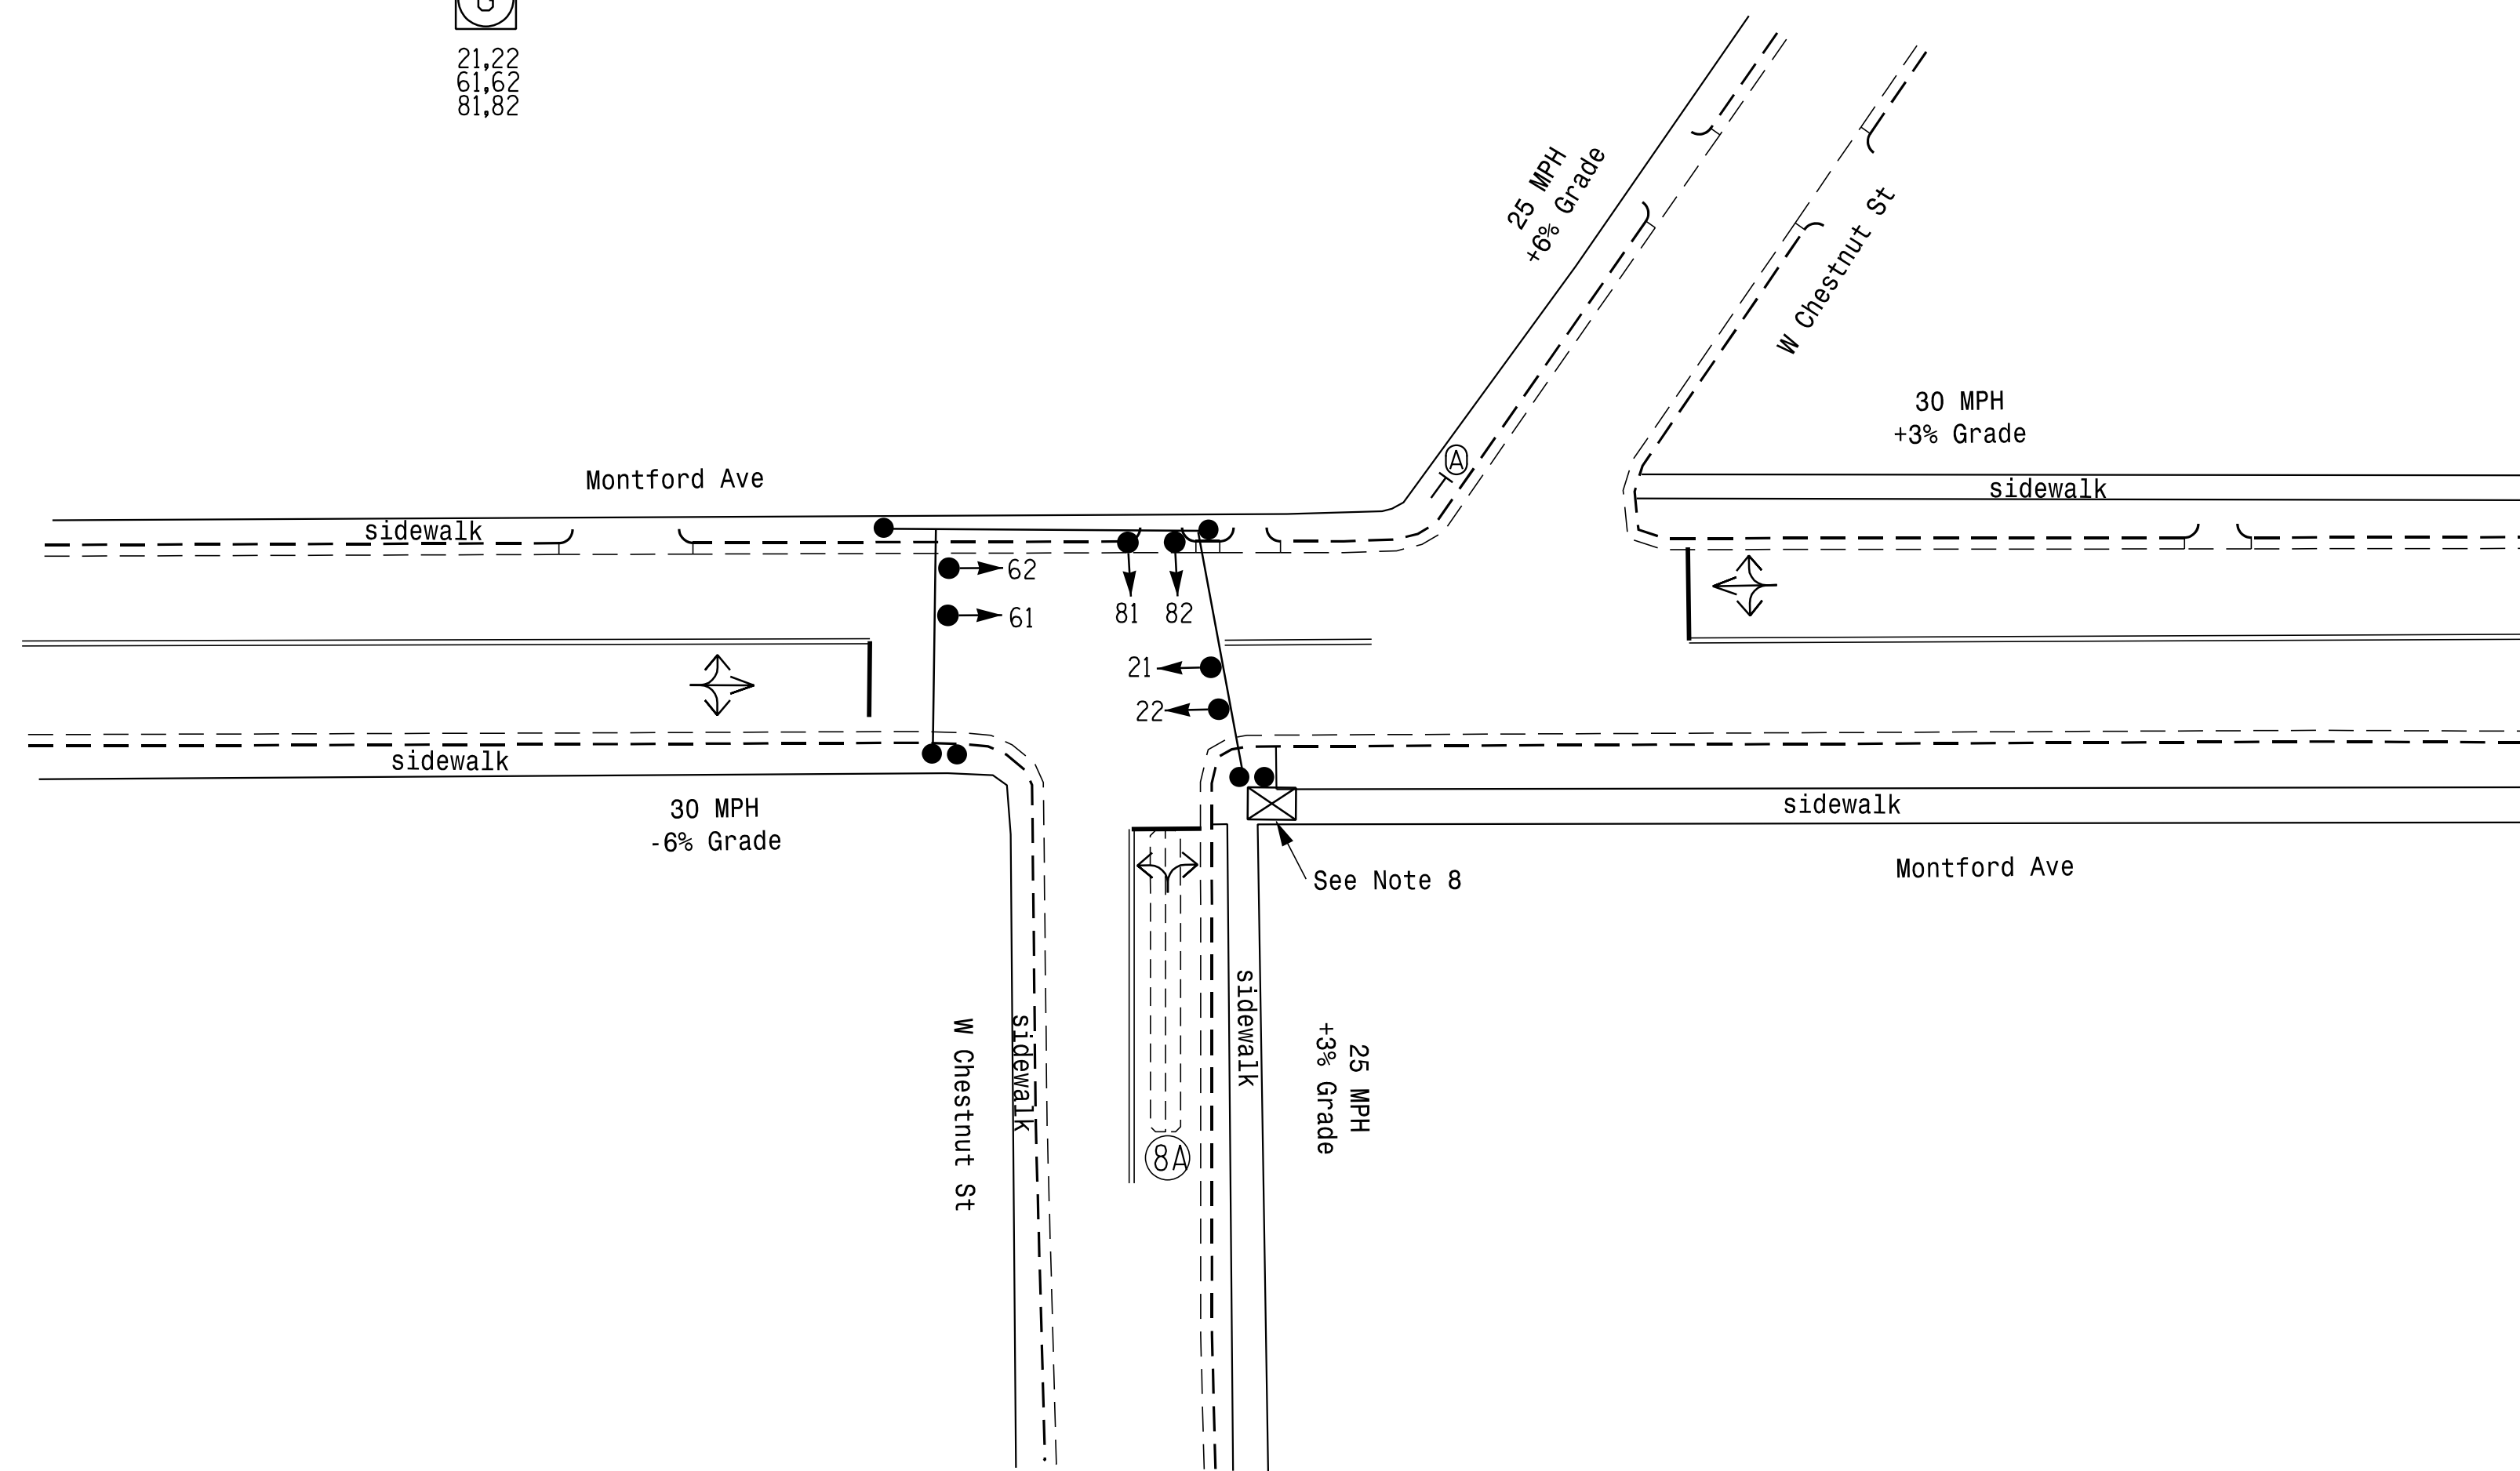 G
21,22
61,62
81,82
25 MPH
+6% Grade
W Chestnut St
30 MPH
+3% Grade
Montford Ave
A
sidewalk
sidewalk
62
61
81
82
21
22
sidewalk
30 MPH
-6% Grade
sidewalk
See Note 8
Montford Ave
W Chestnut St
sidewalk
sidewalk
25 MPH
+3% Grade
8A